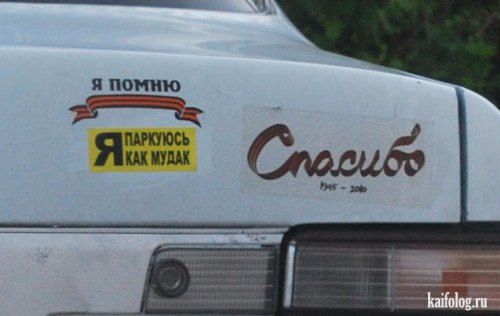 Я ПОМНЮ
Я ПАРКУЮСЬ
КАК МУДАК
Спасибо
1945 - 2010
kaifolog.ru